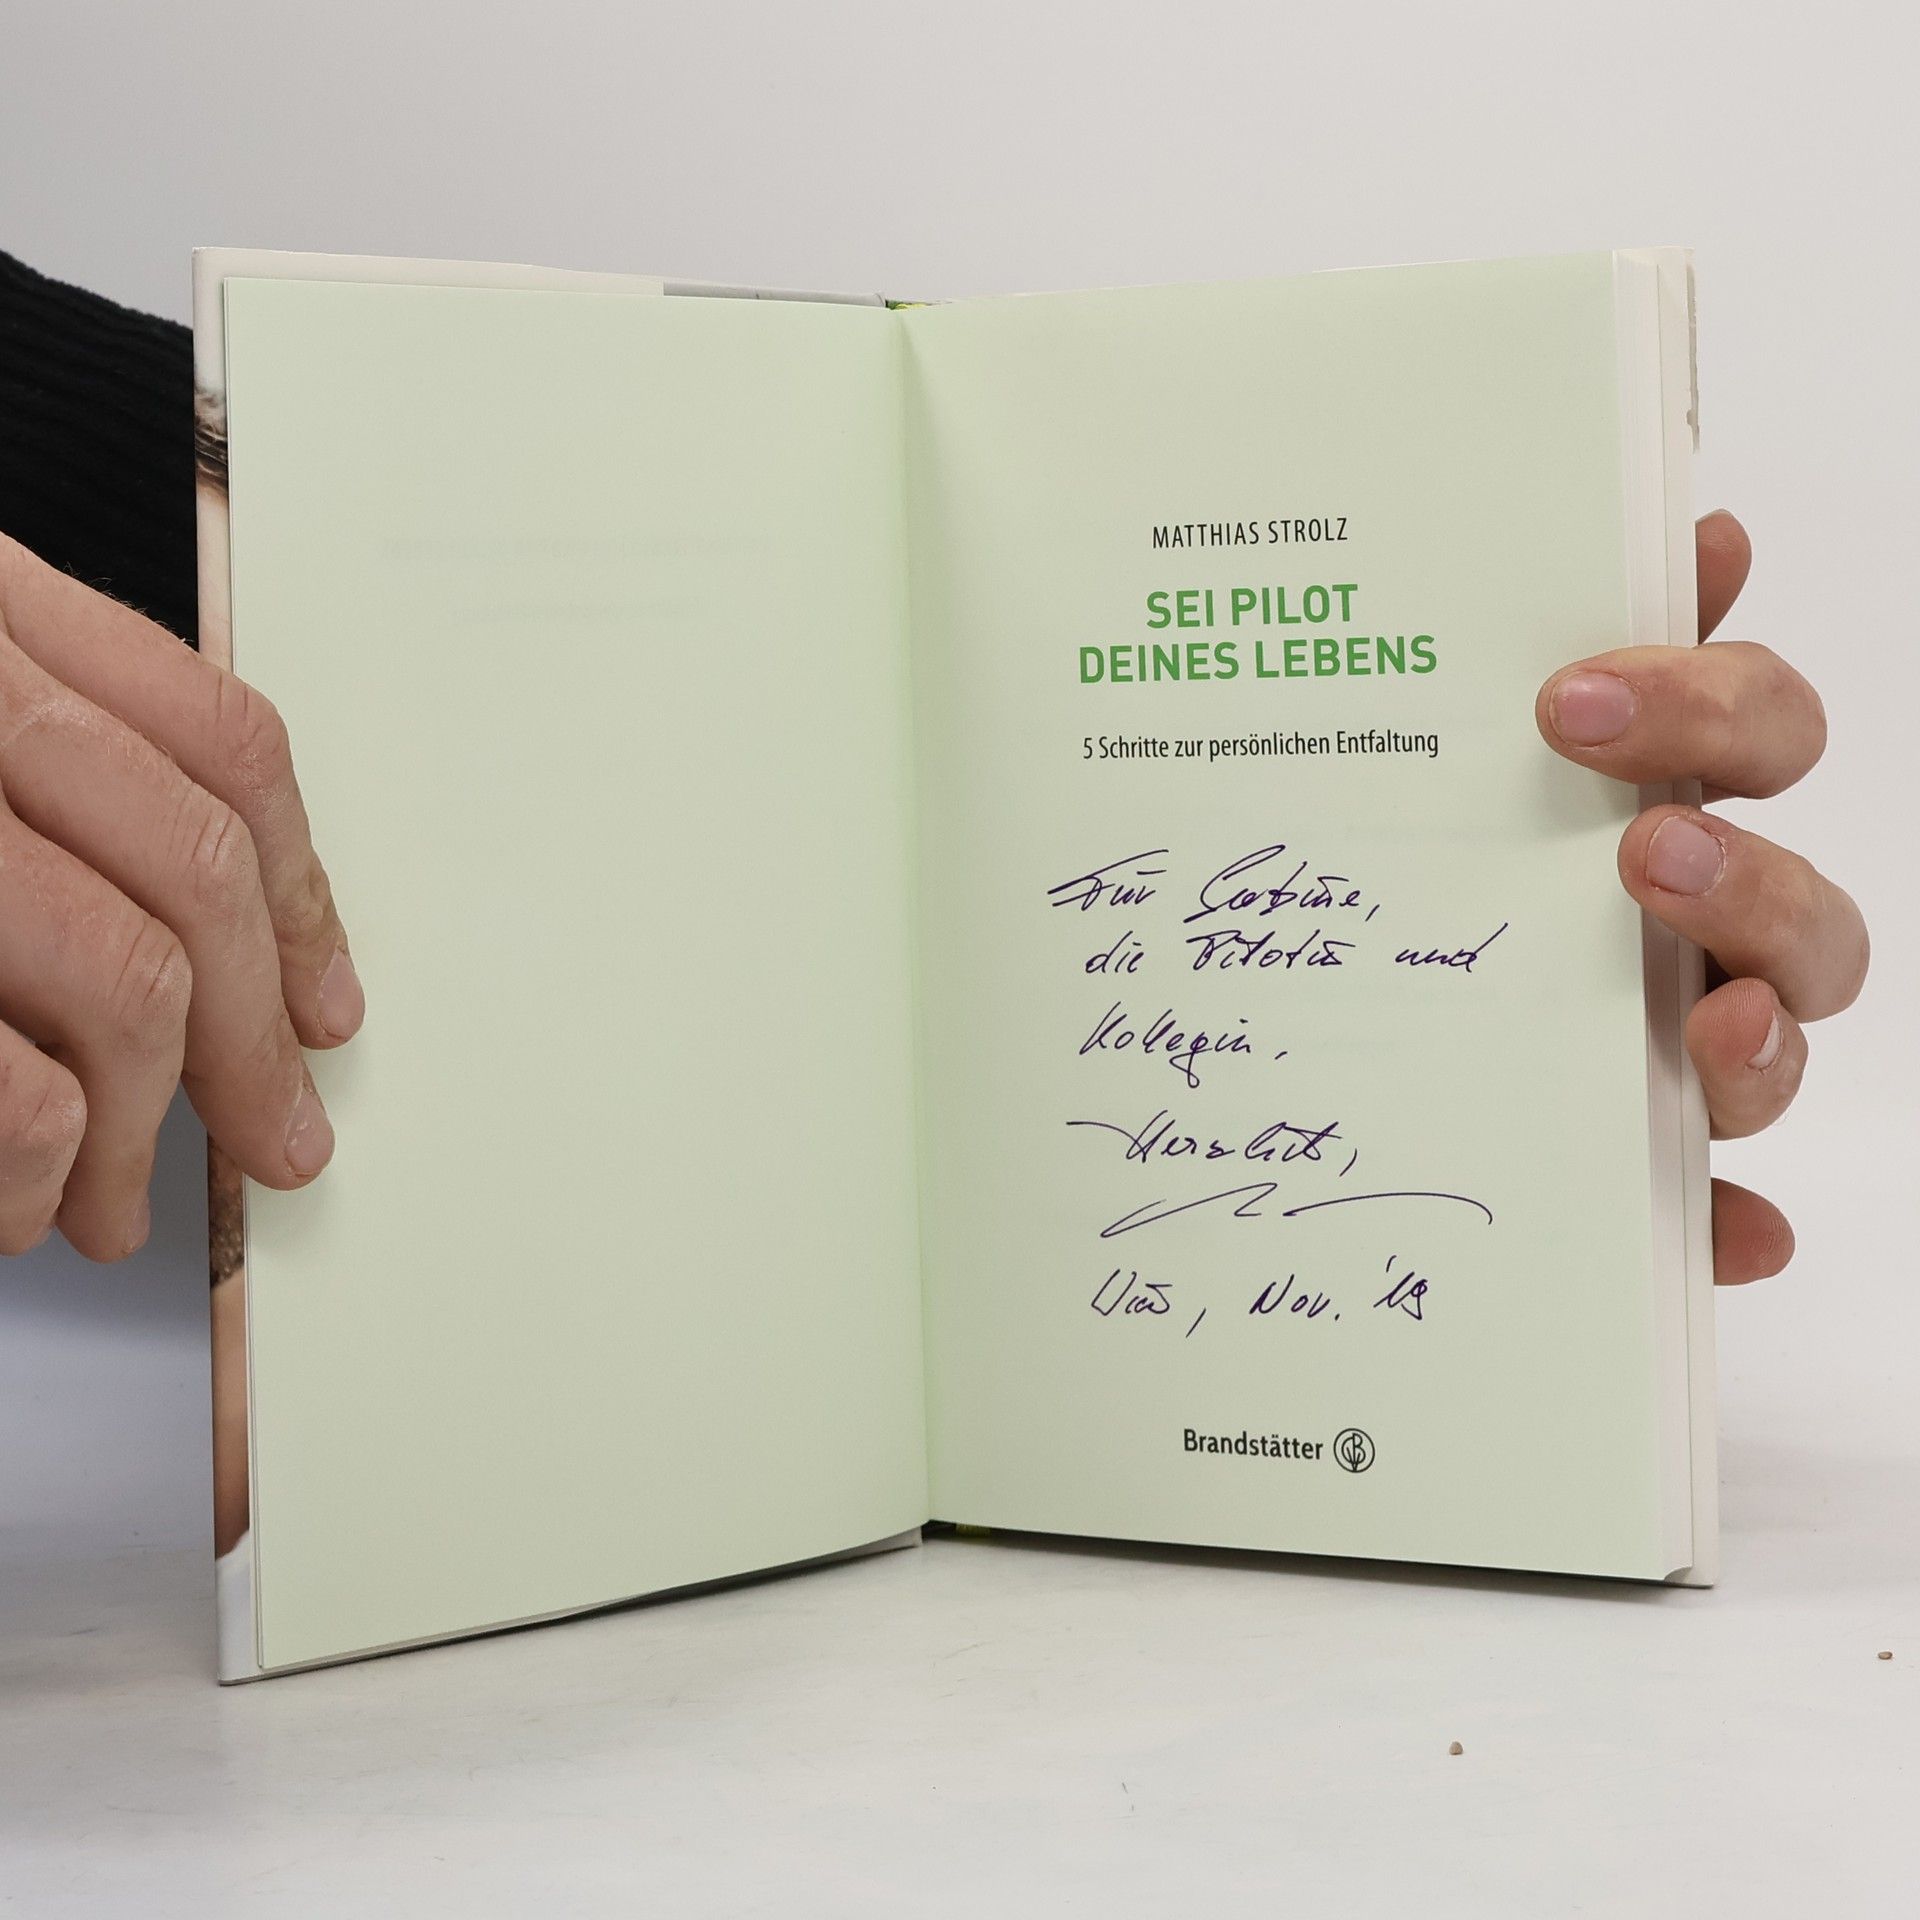 MATTHIAS STROLZ
SEI PILOT
DEINES LEBENS
5 Schritte zur persönlichen Entfaltung
Für Sabine,
die Pilotin und
Kollegin,
Herzlichst,
Wien, Nov. '19
Brandstätter